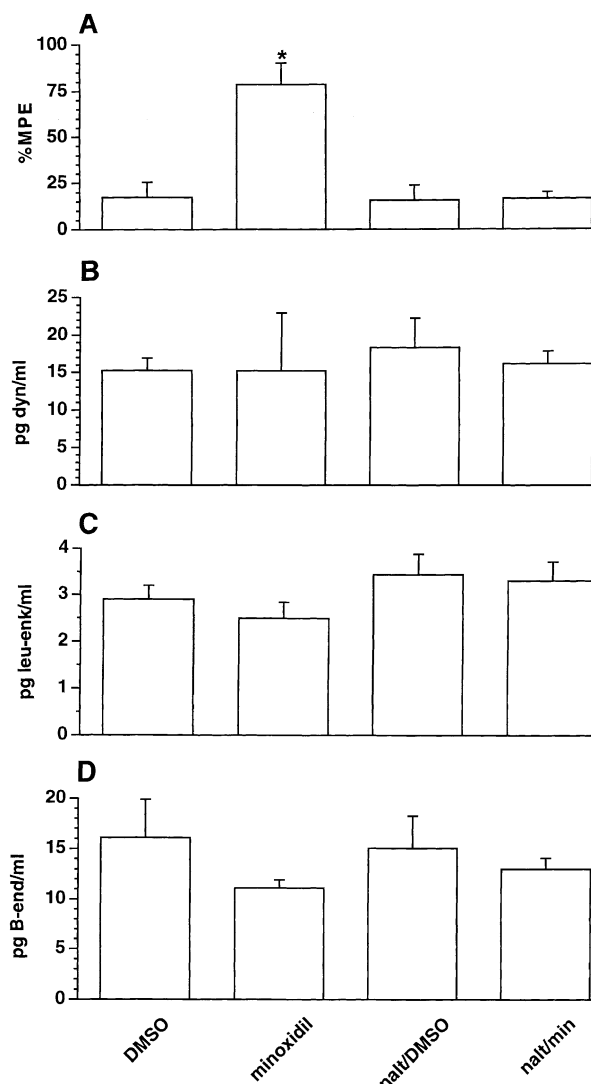 A
100
*
75
%MPE
50
25
0
B
25
20
pg dyn/ml
15
10
5
0
C
4
3
pg leu-enk/ml
2
1
0
D
20
15
pg B-end/ml
10
5
0
DMSO
minoxidil
nalt/DMSO
nalt/min